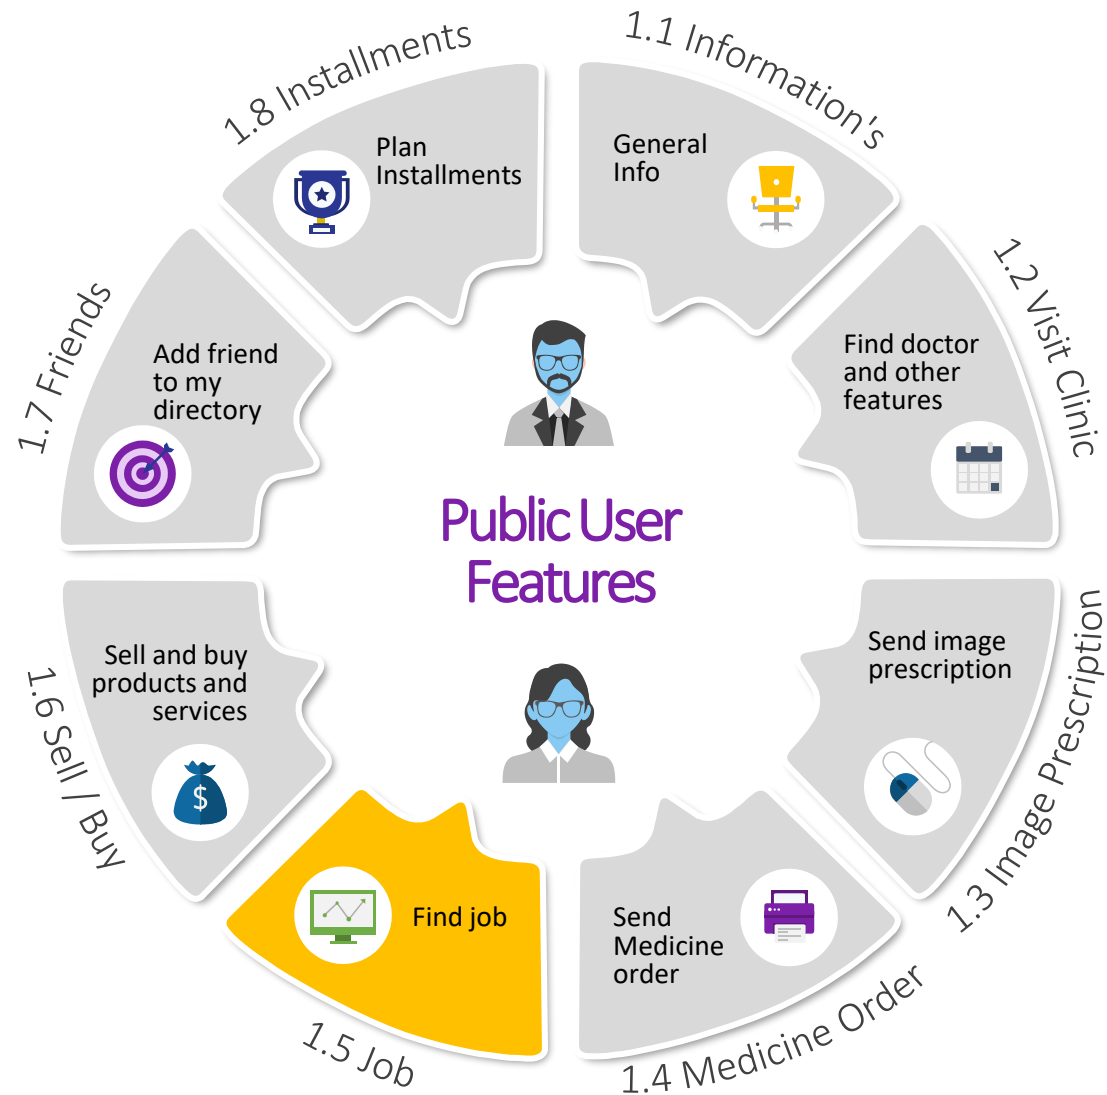 Public User
Features
1.1 Information's
General
Info
1.2 Visit Clinic
Find doctor
and other
features
1.3 Image Prescription
Send image
prescription
1.4 Medicine Order
Send
Medicine
order
1.5 Job
Find job
1.6 Sell / Buy
Sell and buy
products and
services
$
1.7 Friends
Add friend
to my
directory
1.8 Installments
Plan
Installments